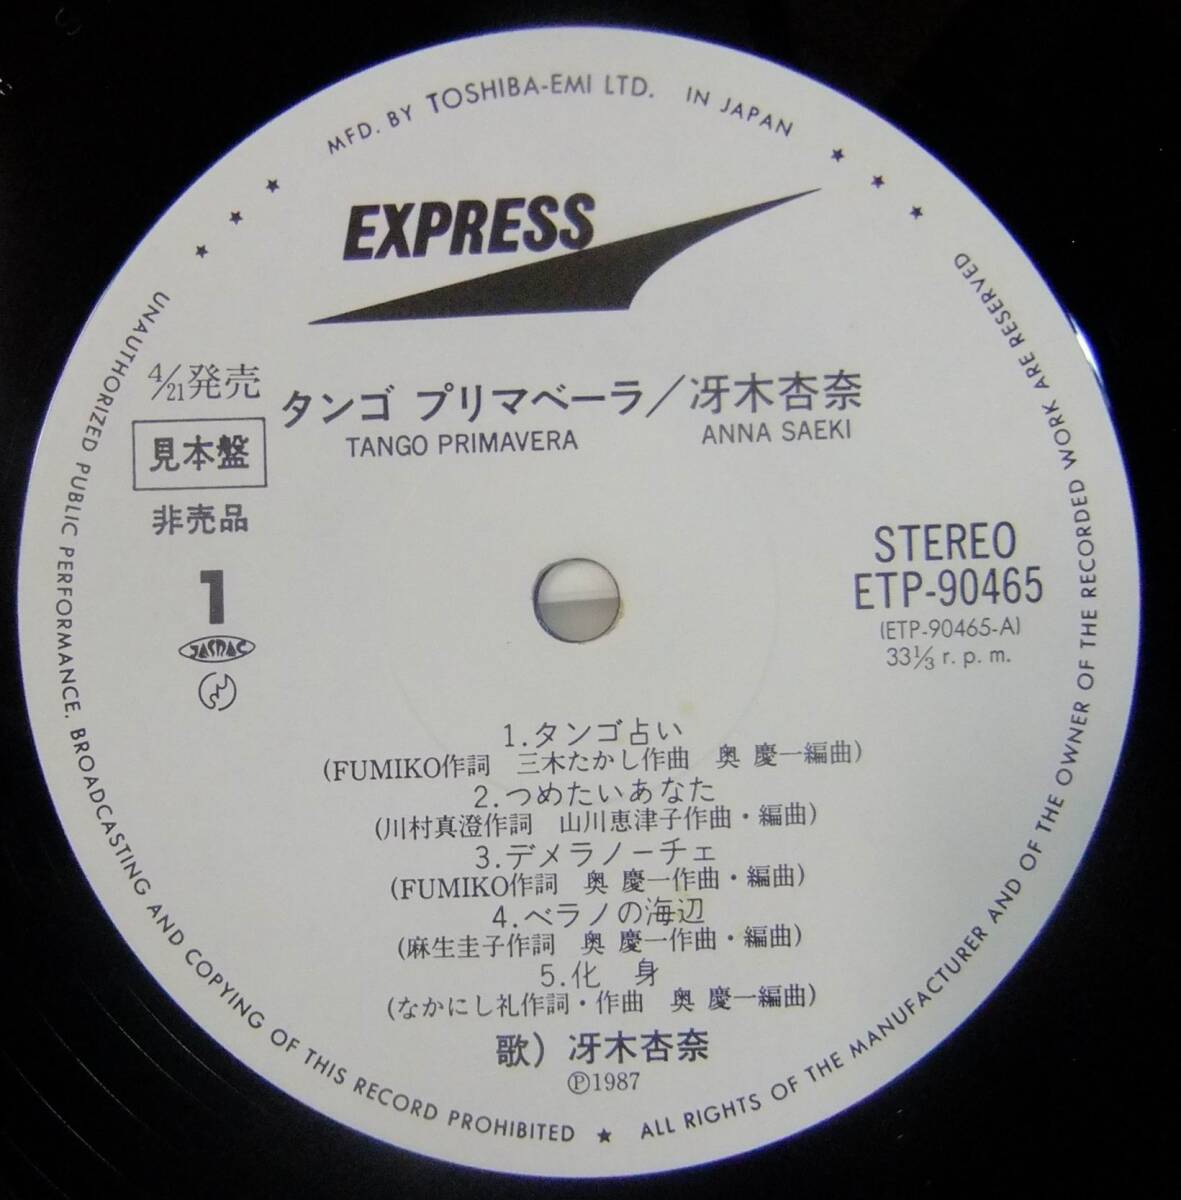 MFD. BY TOSHIBA-EMI LTD. IN JAPAN
EXPRESS
4/21発売
見本盤
非売品
1
JASRAC
タンゴ プリマベーラ/冴木杏奈
TANGO PRIMAVERA ANNA SAEKI
STEREO
ETP-90465
(ETP-90465-A)
33⅓ r.p.m.
1.タンゴ占い
(FUMIKO作詞 三木たかし作曲 奥 慶一編曲)
2.つめたいあなた
(川村真澄作詞 山川恵津子作曲・編曲)
3.デメラノーチェ
(FUMIKO作詞 奥 慶一作曲・編曲)
4.ベラノの海辺
(麻生圭子作詞 奥 慶一作曲・編曲)
5.化 身
(なかにし礼作詞・作曲 奥 慶一編曲)
歌) 冴木杏奈
℗1987
UNAUTHORIZED PUBLIC PERFORMANCE. BROADCASTING AND COPYING OF THIS RECORD PROHIBITED ★ ALL RIGHTS OF THE MANUFACTURER AND OF THE OWNER OF THE RECORDED WORK ARE RESERVED